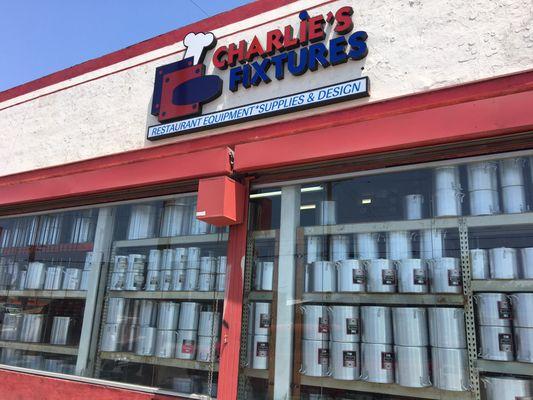 CHARLIE'S
FIXTURES
RESTAURANT EQUIPMENT*SUPPLIES & DESIGN